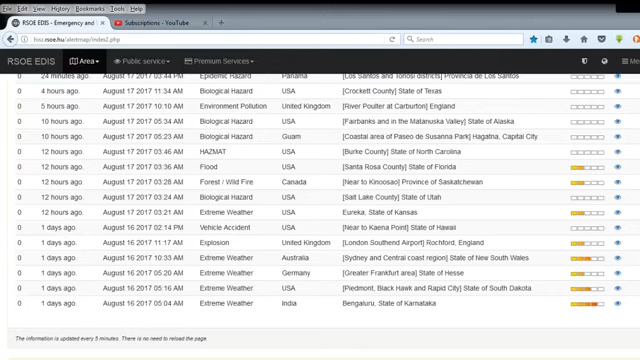 File Edit View History Bookmarks Tools Help
RSOE EDIS - Emergency and × Subscriptions - YouTube ×
hisz.rsoe.hu/alertmap/index2.php Search
RSOE EDIS Area Public service Premium Services
0 24 minutes ago. August 17 2017 03:44 PM Epidemic Hazard Panama [Los Santos and Tonosi districts] Provincia de Los Santos
0 4 hours ago. August 17 2017 11:34 AM Biological Hazard USA [Crockett County] State of Texas
0 5 hours ago. August 17 2017 10:10 AM Environment Pollution United Kingdom [River Poulter at Carburton] England
0 10 hours ago. August 17 2017 05:34 AM Biological Hazard USA [Fairbanks and in the Matanuska Valley] State of Alaska
0 10 hours ago. August 17 2017 05:23 AM Biological Hazard Guam [Coastal area of Paseo de Susanna Park] Hagatna, Capital City
0 12 hours ago. August 17 2017 03:46 AM HAZMAT USA [Burke County] State of North Carolina
0 12 hours ago. August 17 2017 03:36 AM Flood USA [Santa Rosa County] State of Florida
0 12 hours ago. August 17 2017 03:28 AM Forest / Wild Fire Canada [Near to Kinoosao] Province of Saskatchewan
0 12 hours ago. August 17 2017 03:24 AM Biological Hazard USA [Salt Lake County] State of Utah
0 12 hours ago. August 17 2017 03:21 AM Extreme Weather USA Eureka, State of Kansas
0 1 days ago. August 16 2017 02:14 PM Vehicle Accident USA [Near to Kaena Point] State of Hawaii
0 1 days ago. August 16 2017 11:17 AM Explosion United Kingdom [London Southend Airport] Rochford, England
0 1 days ago. August 16 2017 10:33 AM Extreme Weather Australia [Sydney and Central coast region] State of New South Wales
0 1 days ago. August 16 2017 05:20 AM Extreme Weather Germany [Greater Frankfurt area] State of Hesse
0 1 days ago. August 16 2017 05:16 AM Extreme Weather USA [Piedmont, Black Hawk and Rapid City] State of South Dakota
0 1 days ago. August 16 2017 05:04 AM Extreme Weather India Bengaluru, State of Karnataka
The information is updated every 5 minutes. There is no need to reload the page.